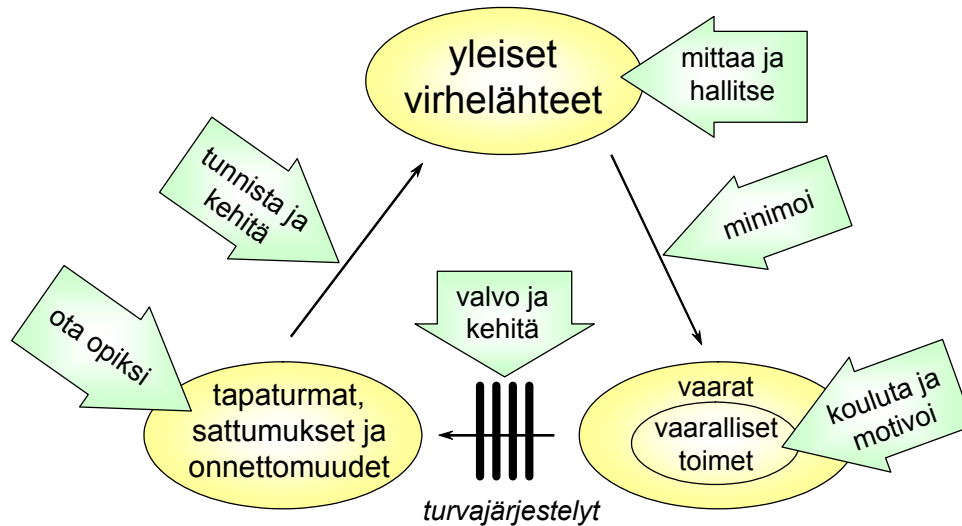 yleiset
virhelähteet
mittaa ja
hallitse
tunnista ja
kehitä
minimoi
valvo ja
kehitä
ota opiksi
tapaturmat,
sattumukset ja
onnettomuudet
vaarat
vaaralliset
toimet
kouluta ja
motivoi
turvajärjestelyt